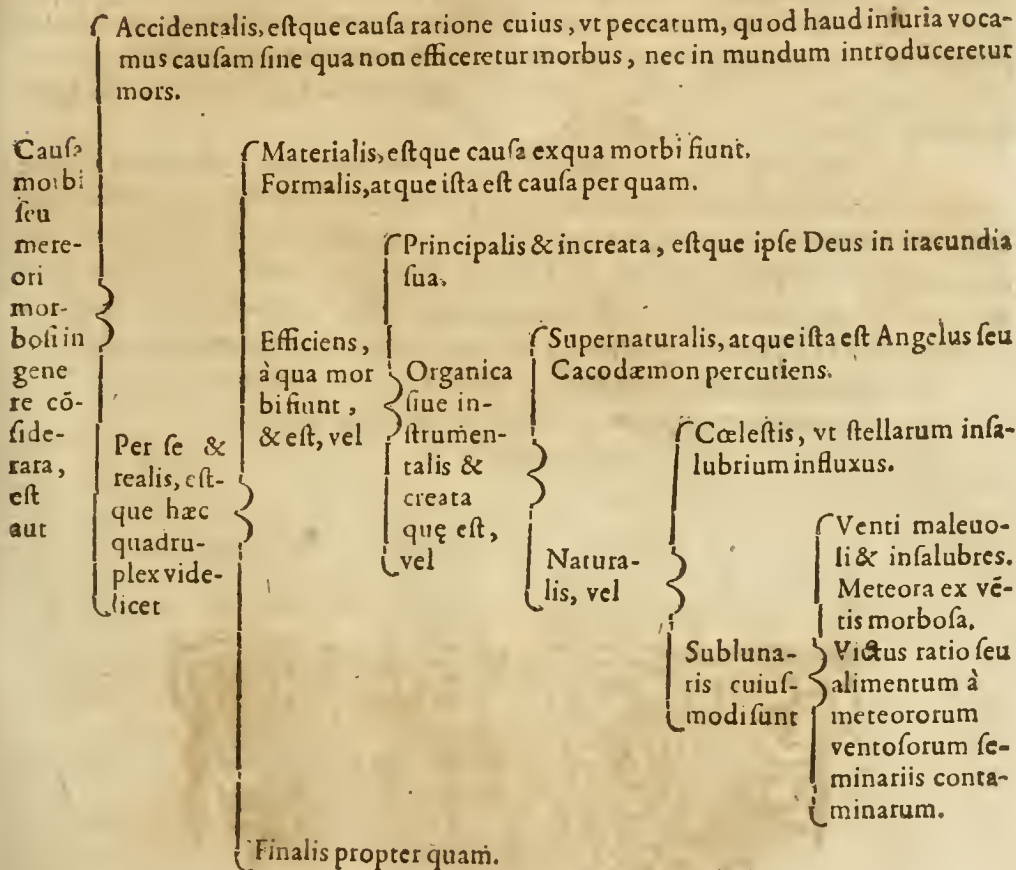 Accidentalis, eſtque cauſa ratione cuius, vt peccatum, quod haud iniuria voca-
mus cauſam ſine qua non efficeretur morbus, nec in mundum introduceretur
mors.
Cauſa
morbi
ſeu
mere-
ori
mor-
boſi in
gene
re cõ-
ſide-
rata,
eſt
aut
Per ſe &
realis, eſt-
que hæc
quadru-
plex vide-
licet
Materialis, eſtque cauſa ex qua morbi fiunt.
Formalis, atque iſta eſt cauſa per quam.
Efficiens,
à qua mor
bi fiunt,
& eſt, vel
Principalis & increata, eſtque ipſe Deus in iracundia
ſua.
Organica
ſiue in-
ſtrumen-
talis &
creata
quę eſt,
vel
Supernaturalis, atque iſta eſt Angelus ſeu
Cacodæmon percutiens.
Natura-
lis, vel
Cœleſtis, vt ſtellarum inſa-
lubrium influxus.
Subluna-
ris cuiuſ-
modi ſunt
Venti maleuo-
li & inſalubres.
Meteora ex vẽ-
tis morboſa.
Victus ratio ſeu
alimentum à
meteororum
ventoſorum ſe-
minariis conta-
minatum.
Finalis propter quam.